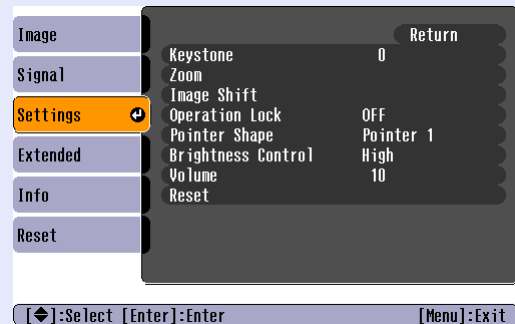 Image
Signal
Settings
Extended
Info
Reset
Return
Keystone 0
Zoom
Image Shift
Operation Lock OFF
Pointer Shape Pointer 1
Brightness Control High
Volume 10
Reset
[◆]:Select [Enter]:Enter [Menu]:Exit